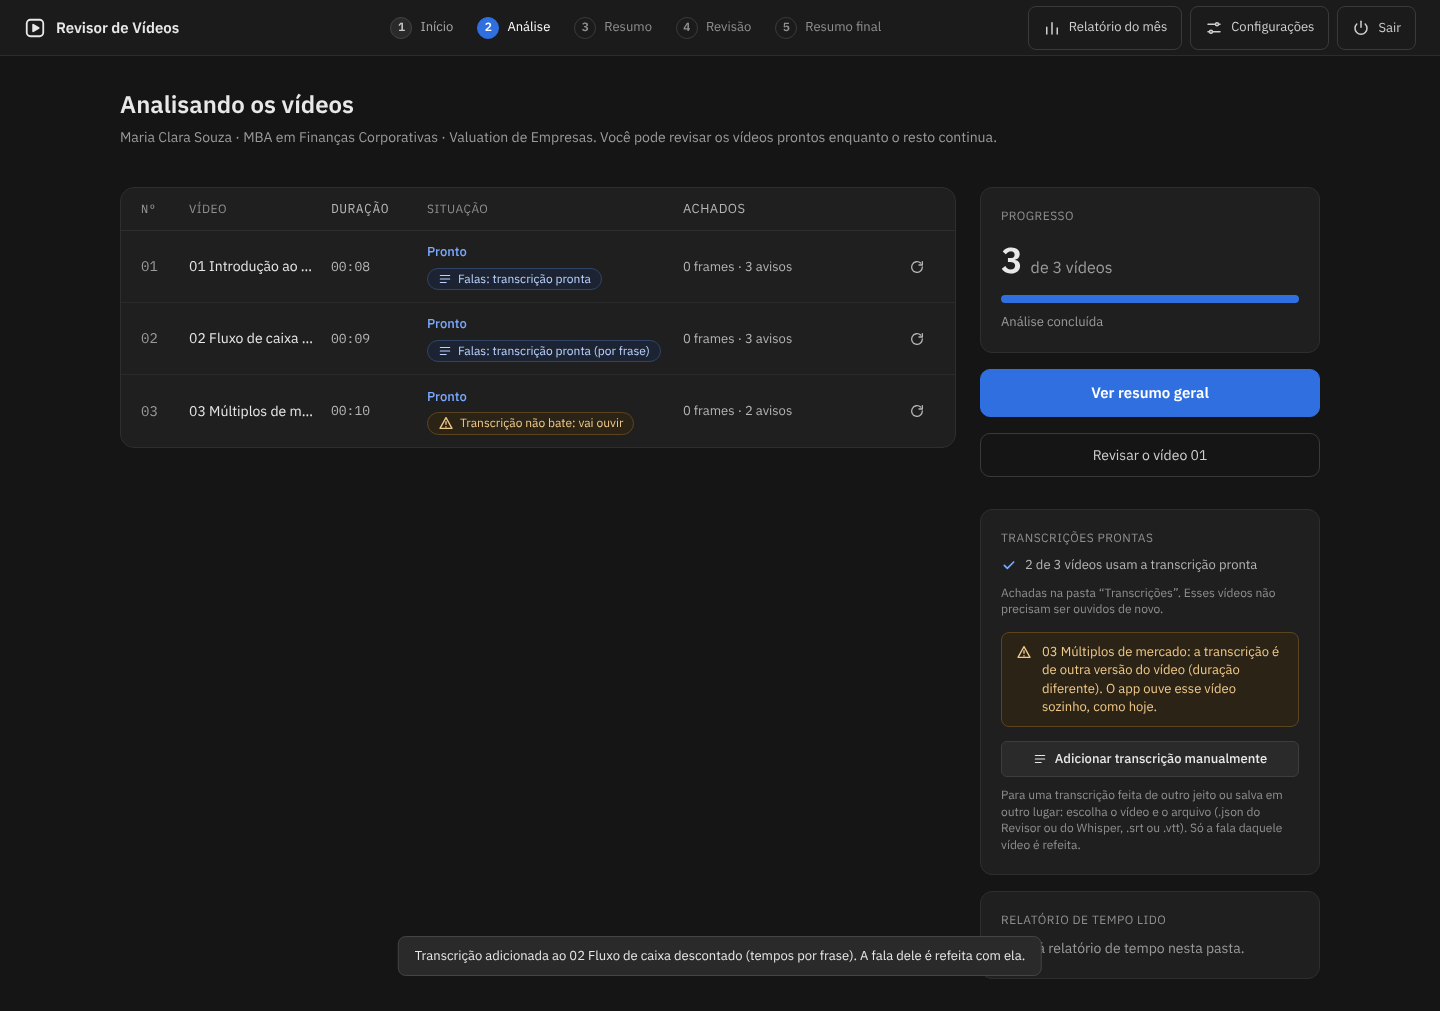 Revisor de Vídeos
1 Início
2 Análise
3 Resumo
4 Revisão
5 Resumo final
Relatório do mês
Configurações
Sair
Analisando os vídeos
Maria Clara Souza · MBA em Finanças Corporativas · Valuation de Empresas. Você pode revisar os vídeos prontos enquanto o resto continua.
Nº VÍDEO DURAÇÃO SITUAÇÃO ACHADOS
01 01 Introdução ao ... 00:08 Pronto 0 frames · 3 avisos
Falas: transcrição pronta
02 02 Fluxo de caixa ... 00:09 Pronto 0 frames · 3 avisos
Falas: transcrição pronta (por frase)
03 03 Múltiplos de m... 00:10 Pronto 0 frames · 2 avisos
Transcrição não bate: vai ouvir
PROGRESSO
3 de 3 vídeos
Análise concluída
Ver resumo geral
Revisar o vídeo 01
TRANSCRIÇÕES PRONTAS
2 de 3 vídeos usam a transcrição pronta
Achadas na pasta “Transcrições”. Esses vídeos não
precisam ser ouvidos de novo.
03 Múltiplos de mercado: a transcrição é
de outra versão do vídeo (duração
diferente). O app ouve esse vídeo
sozinho, como hoje.
Adicionar transcrição manualmente
Para uma transcrição feita de outro jeito ou salva em
outro lugar: escolha o vídeo e o arquivo (.json do
Revisor ou do Whisper, .srt ou .vtt). Só a fala daquele
vídeo é refeita.
RELATÓRIO DE TEMPO LIDO
relatório de tempo nesta pasta.
Transcrição adicionada ao 02 Fluxo de caixa descontado (tempos por frase). A fala dele é refeita com ela.